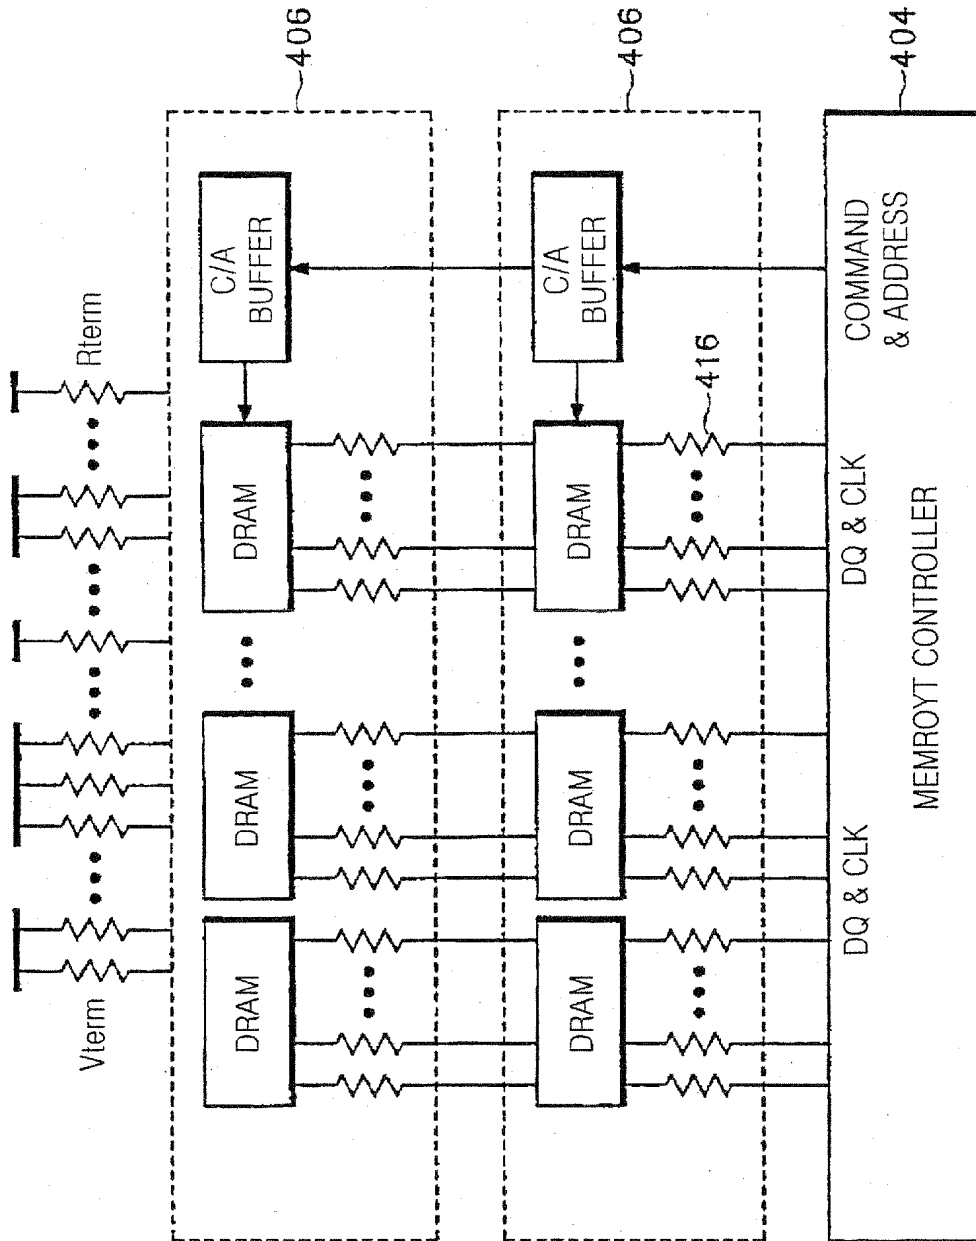 Vterm
Rterm
DRAM
DRAM
DRAM
C/A
BUFFER
406
DRAM
DRAM
DRAM
C/A
BUFFER
406
416
DQ & CLK
DQ & CLK
COMMAND
& ADDRESS
404
MEMROYT CONTROLLER